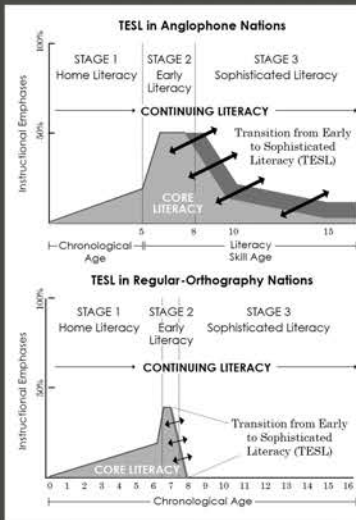 TESL in Anglophone Nations
100%
STAGE 1
Home Literacy
STAGE 2
Early
Literacy
STAGE 3
Sophisticated Literacy
CONTINUING LITERACY
50%
Transition from Early
to Sophisticated
Literacy (TESL)
CORE
LITERACY
Instructional Emphases
5 8 10 15
Chronological
Age
Literacy
Skill Age
TESL in Regular-Orthography Nations
100%
STAGE 1
Home Literacy
STAGE 2
Early
Literacy
STAGE 3
Sophisticated Literacy
CONTINUING LITERACY
50%
Transition from Early
to Sophisticated
Literacy (TESL)
CORE LITERACY
Instructional Emphases
0 1 2 3 4 5 6 7 8 9 10 11 12 13 14 15 16
Chronological Age